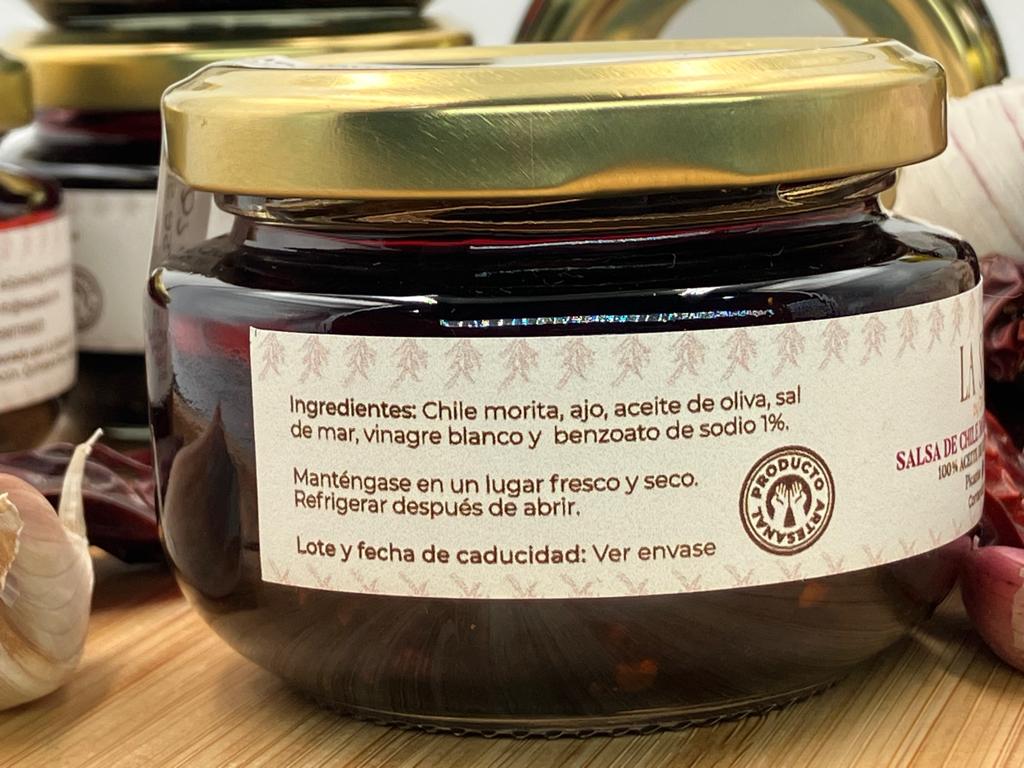 Ingredientes: Chile morita, ajo, aceite de oliva, sal
de mar, vinagre blanco y benzoato de sodio 1%.
Manténgase en un lugar fresco y seco.
Refrigerar después de abrir.
Lote y fecha de caducidad: Ver envase
PRODUCTO ARTESANAL
LA
SALSA DE CHILE
100% ACEITE